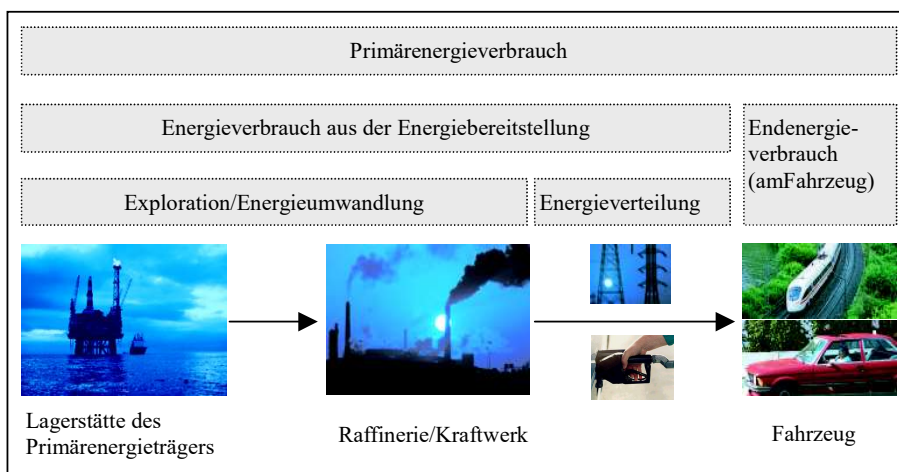 Primärenergieverbrauch
Energieverbrauch aus der Energiebereitstellung
Endenergie-
verbrauch
(amFahrzeug)
Exploration/Energieumwandlung
Energieverteilung
Lagerstätte des
Primärenergieträgers
Raffinerie/Kraftwerk
Fahrzeug